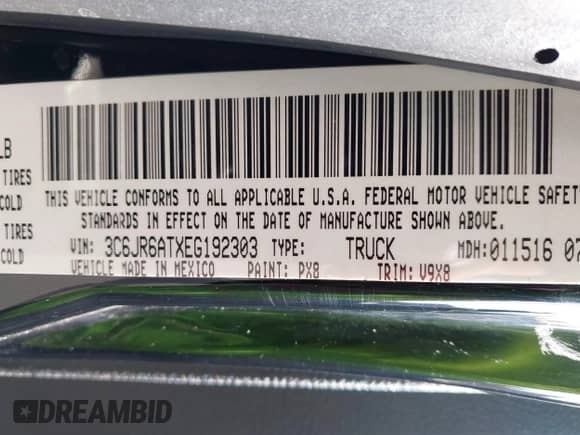 LB
TIRES
COLD
TIRES
COLD
THIS VEHICLE CONFORMS TO ALL APPLICABLE U.S.A. FEDERAL MOTOR VEHICLE SAFET
STANDARDS IN EFFECT ON THE DATE OF MANUFACTURE SHOWN ABOVE.
VIN: 3C6JR6ATXEG192303 TYPE: TRUCK MDH:011516 07
VEHICLE MADE IN MEXICO PAINT: PX8 TRIM: V9X8
DREAMBID